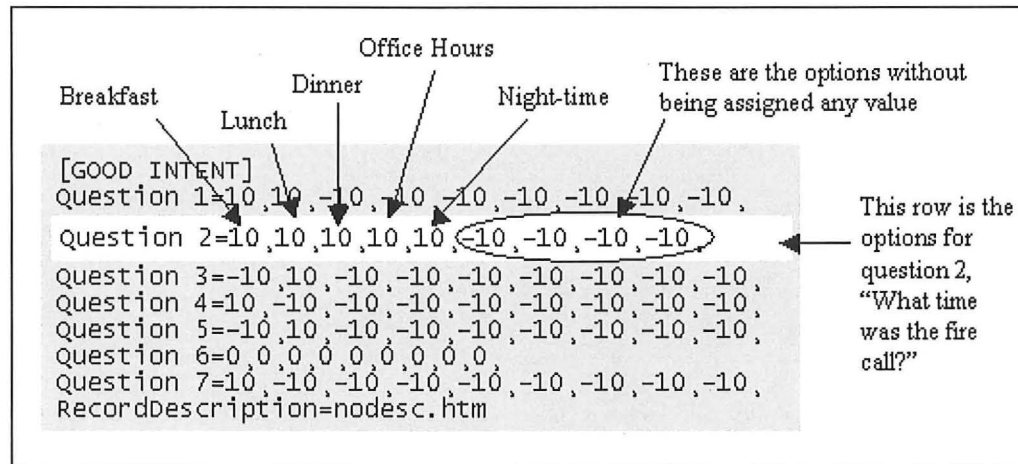 Office Hours
Dinner
These are the options without
being assigned any value
Breakfast
Night-time
Lunch
[GOOD INTENT]
Question 1=10,10,-10,-10,-10,-10,-10,-10,-10,
Question 2=10,10,10,10,10,-10,-10,-10,-10,
Question 3=-10,10,-10,-10,-10,-10,-10,-10,-10,
Question 4=10,-10,-10,-10,-10,-10,-10,-10,-10,
Question 5=-10,10,-10,-10,-10,-10,-10,-10,-10,
Question 6=0,0,0,0,0,0,0,0,0,
Question 7=10,-10,-10,-10,-10,-10,-10,-10,-10,
RecordDescription=nodesc.htm
This row is the
options for
question 2,
“What time
was the fire
call?”